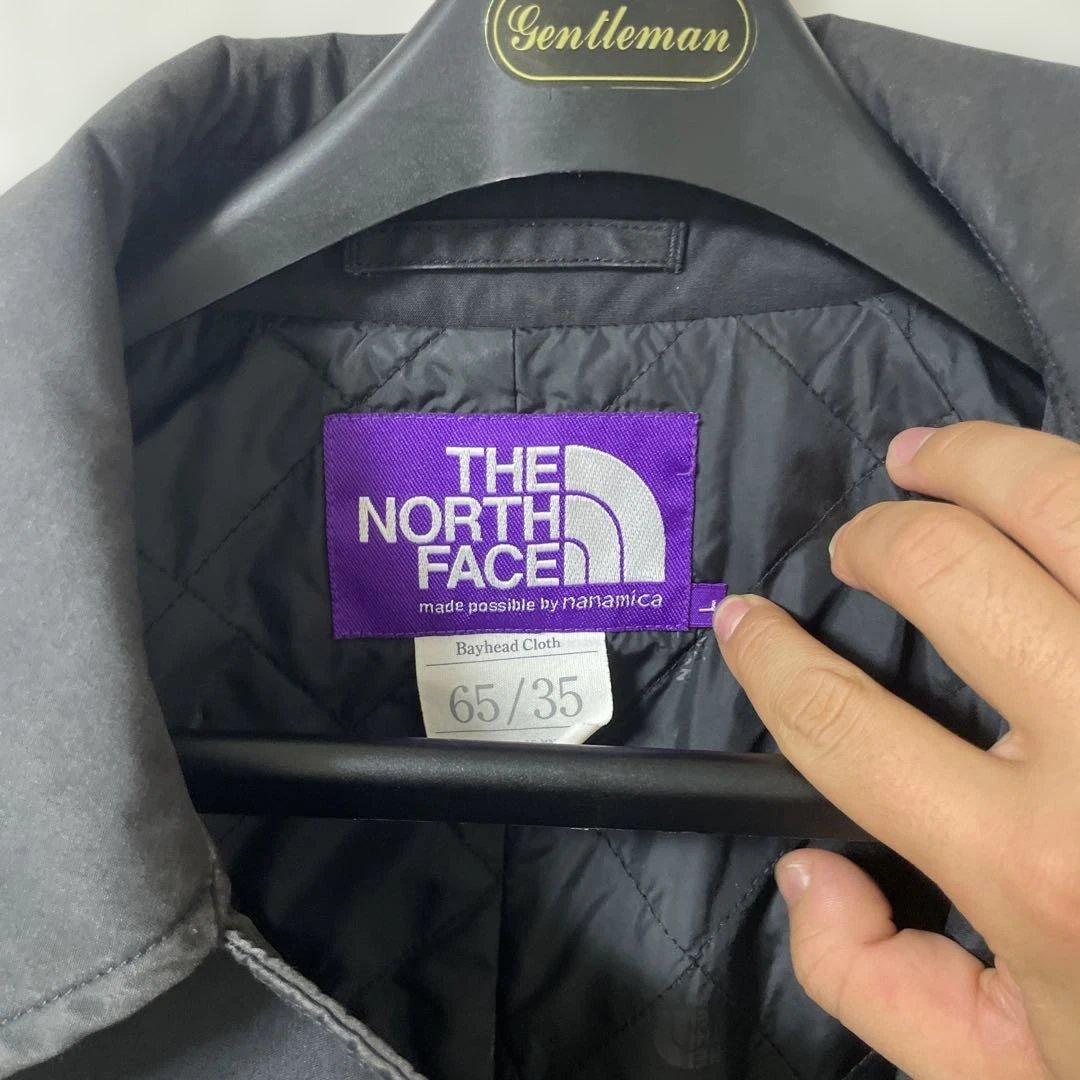 Gentleman
THE
NORTH
FACE
made possible by nanamica
L
Bayhead Cloth
65/35